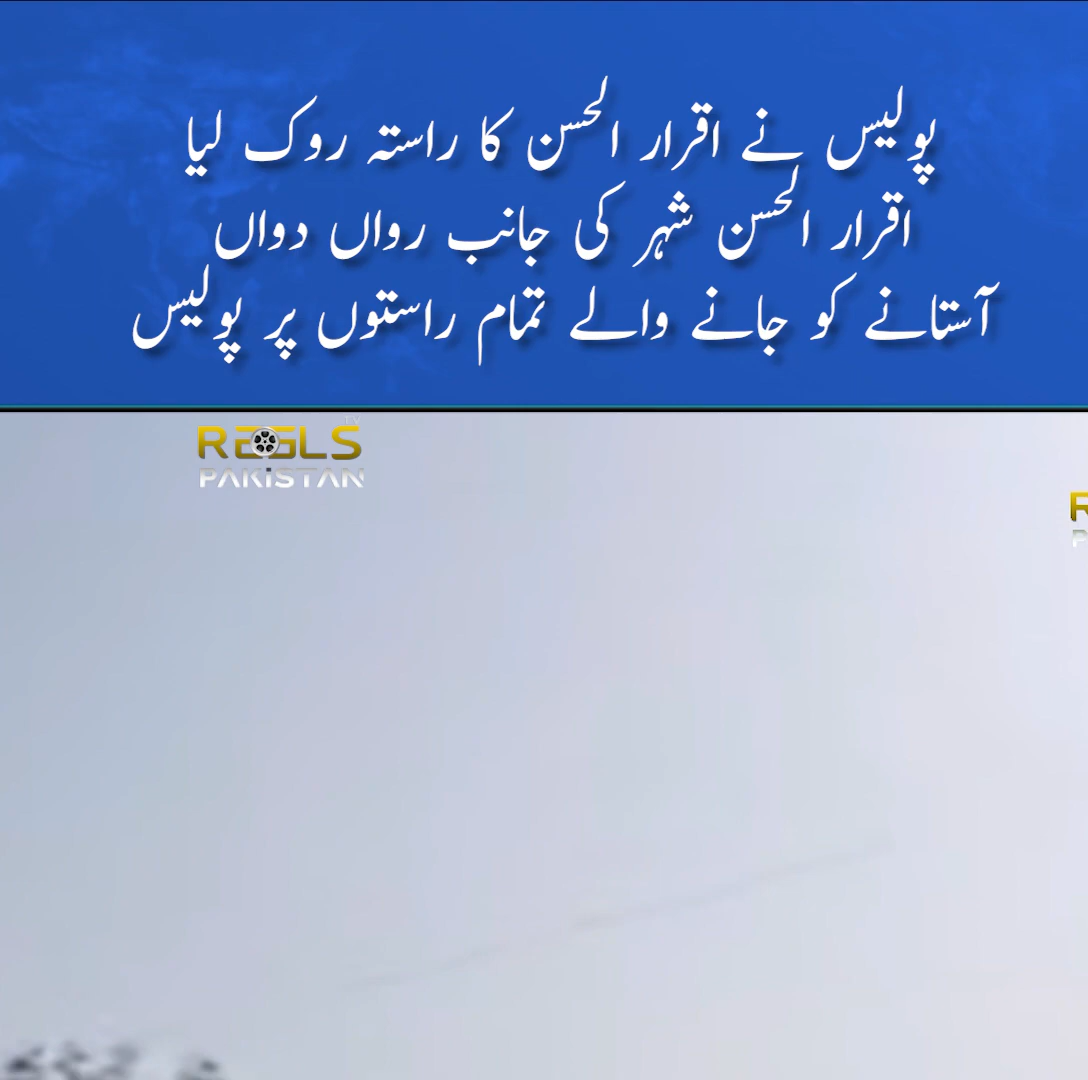 پولیس نے اقرار الحسن کا راستہ روک لیا
اقرار الحسن شہر کی جانب رواں دواں
آستانے کو جانے والے تمام راستوں پر پولیس
REELS TV
PAKISTAN